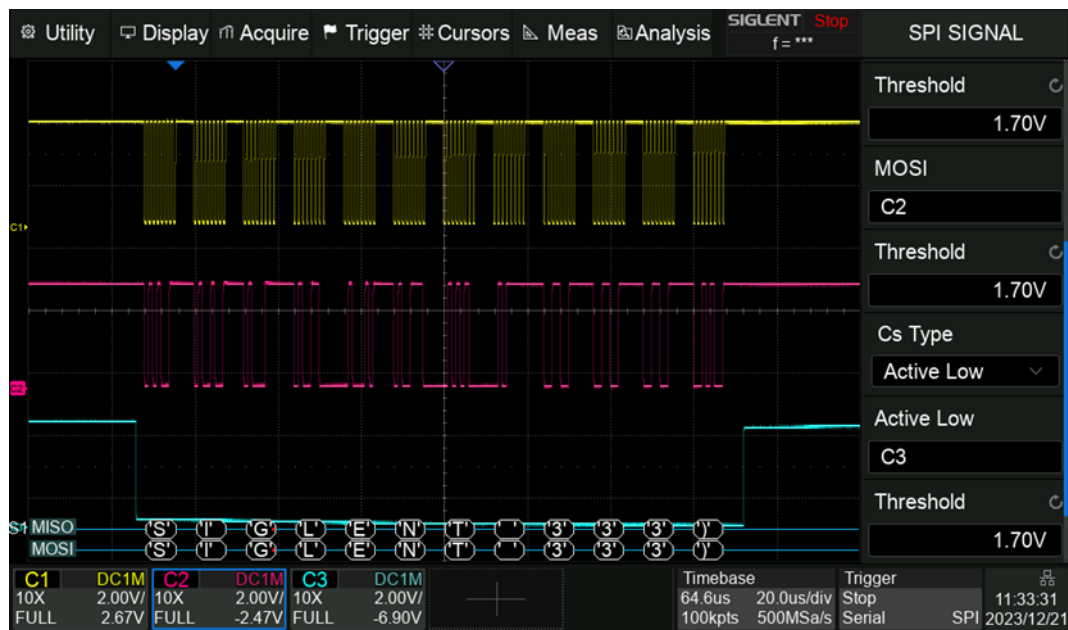 Utility Display Acquire Trigger Cursors Meas Analysis SIGLENT Stop
f = ***
SPI SIGNAL
Threshold
1.70V
MOSI
C2
Threshold
1.70V
Cs Type
Active Low
Active Low
C3
Threshold
1.70V
C1
C2
S1 MISO 'S' 'I' 'G' 'L' 'E' 'N' 'T' ' ' '3' '3' '3' ')'
MOSI 'S' 'I' 'G' 'L' 'E' 'N' 'T' ' ' '3' '3' '3' ')'
C1 DC1M C2 DC1M C3 DC1M
10X 2.00V/ 10X 2.00V/ 10X 2.00V/
FULL 2.67V FULL -2.47V FULL -6.90V
Timebase
64.6us 20.0us/div
100kpts 500MSa/s
Trigger
Stop
Serial SPI
11:33:31
2023/12/21